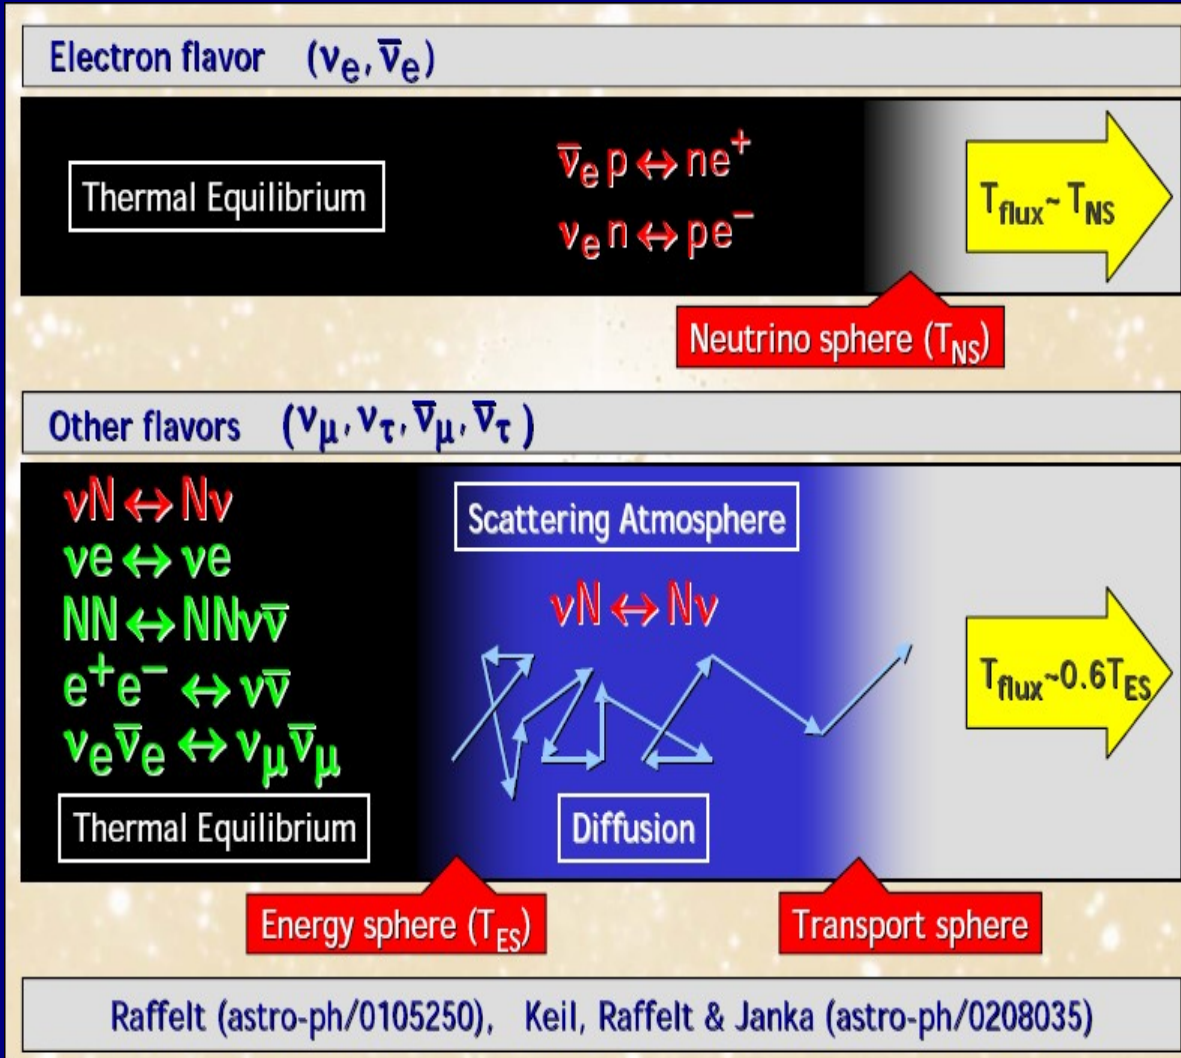 Electron flavor (νe, ν̅e)
Thermal Equilibrium
ν̅e p ↔ ne⁺
νe n ↔ pe⁻
Tflux ~ TNS
Neutrino sphere (TNS)
Other flavors (νμ, ντ, ν̅μ, ν̅τ)
νN ↔ Nν
νe ↔ νe
NN ↔ NNνν̅
e⁺e⁻ ↔ νν̅
νeν̅e ↔ νμν̅μ
Thermal Equilibrium
Scattering Atmosphere
νN ↔ Nν
Diffusion
Tflux~0.6TES
Energy sphere (TES)
Transport sphere
Raffelt (astro-ph/0105250), Keil, Raffelt & Janka (astro-ph/0208035)